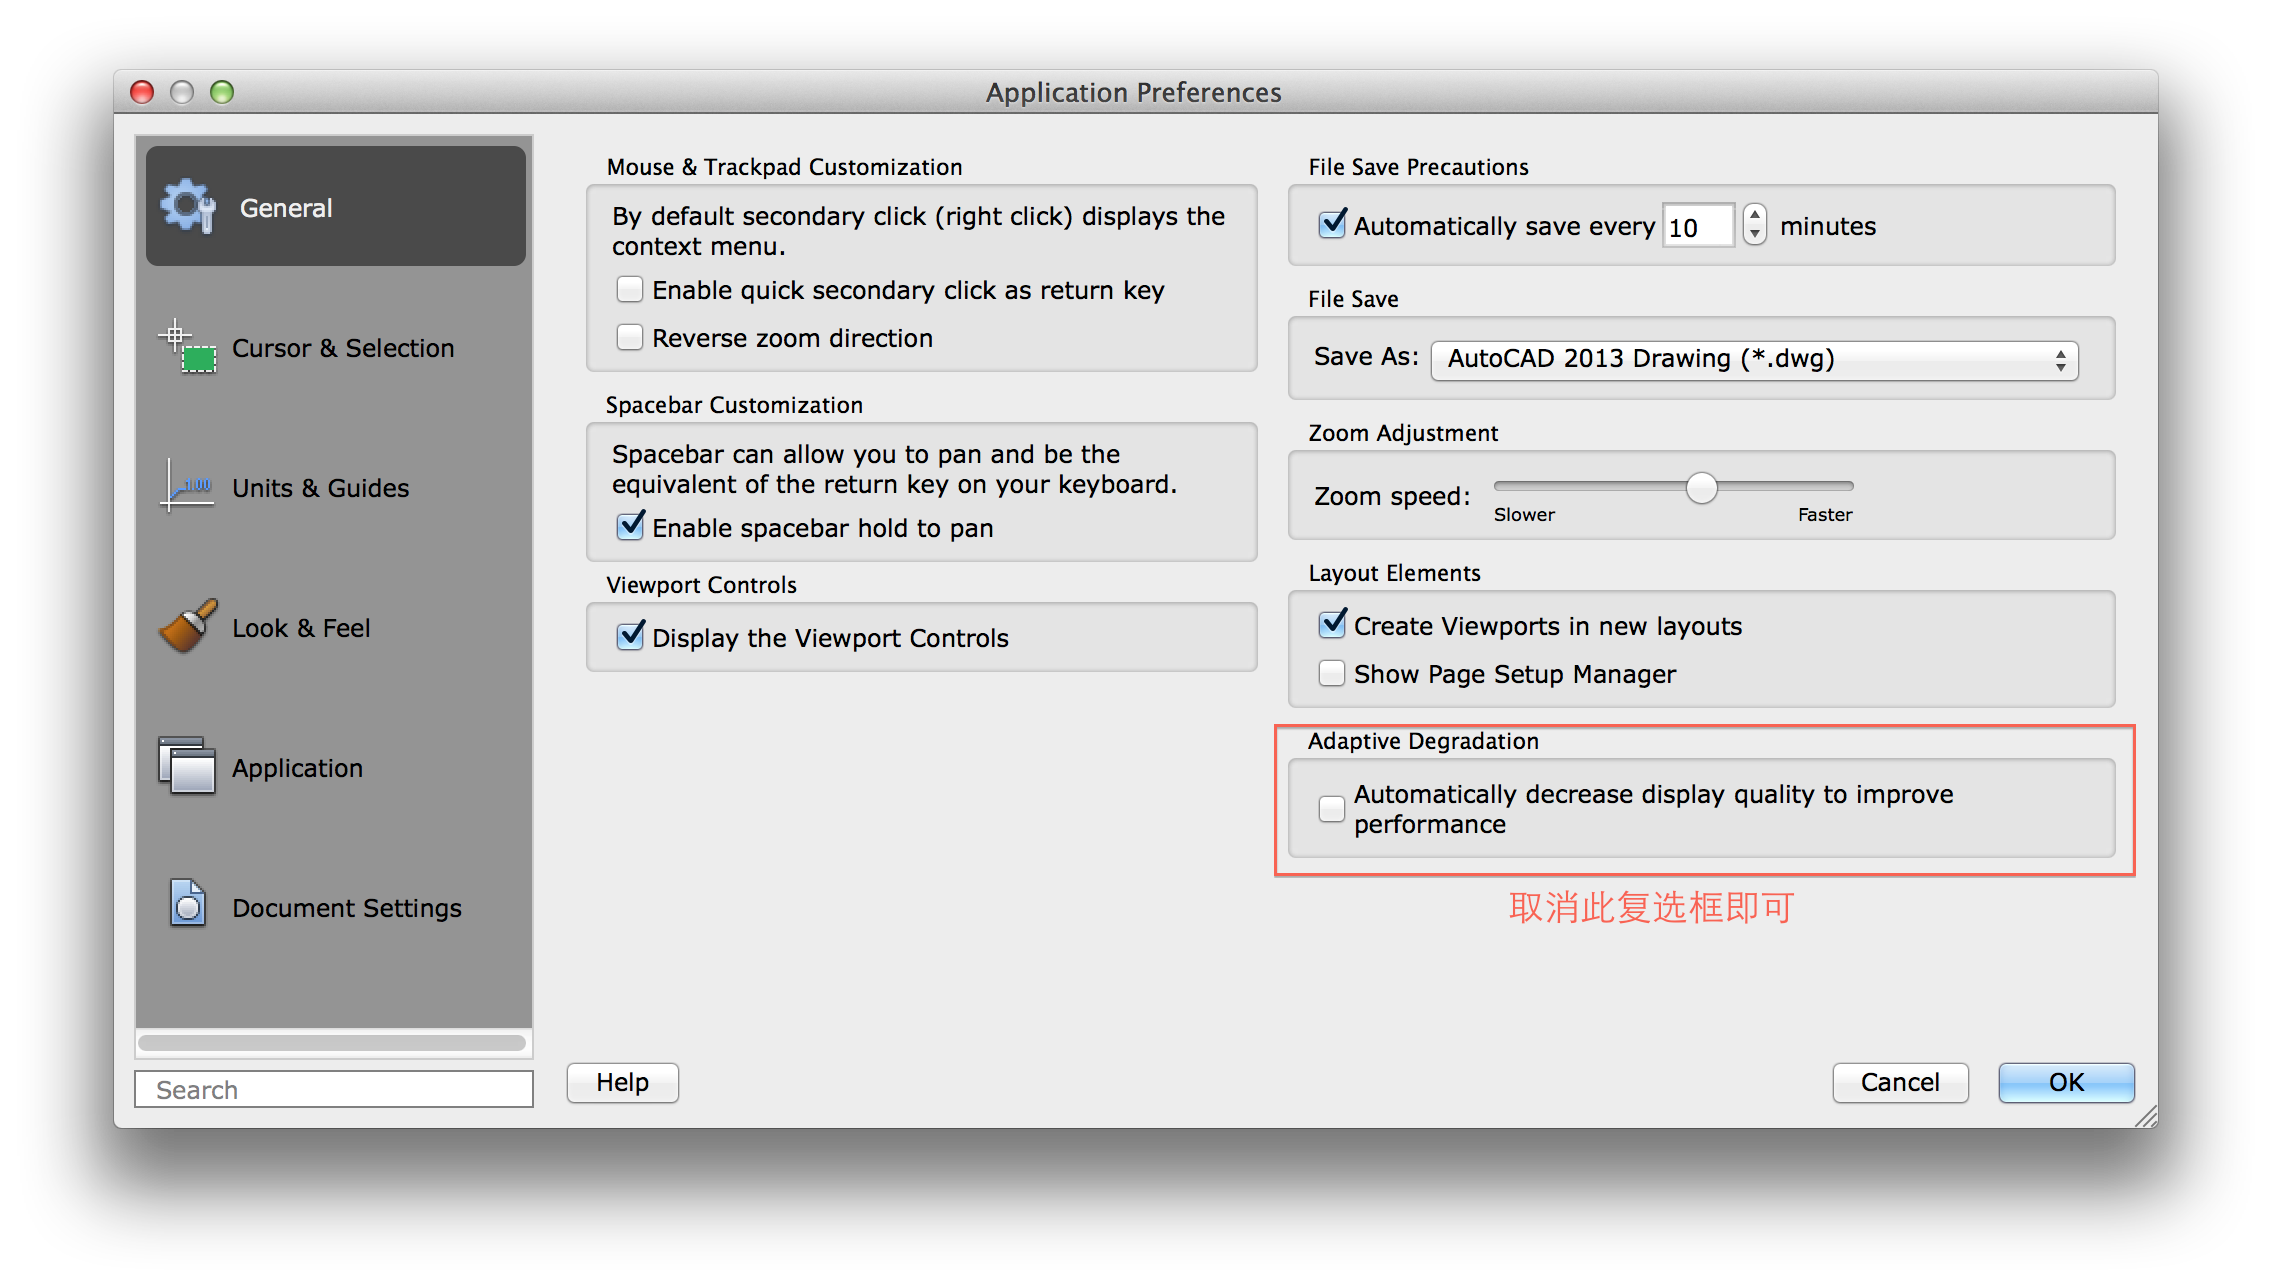 Application Preferences
General
Cursor & Selection
1.00
Units & Guides
Look & Feel
Application
Document Settings
Search
Mouse & Trackpad Customization
By default secondary click (right click) displays the
context menu.
Enable quick secondary click as return key
Reverse zoom direction
Spacebar Customization
Spacebar can allow you to pan and be the
equivalent of the return key on your keyboard.
Enable spacebar hold to pan
Viewport Controls
Display the Viewport Controls
File Save Precautions
Automatically save every 10 minutes
File Save
Save As: AutoCAD 2013 Drawing (*.dwg)
Zoom Adjustment
Zoom speed:
Slower Faster
Layout Elements
Create Viewports in new layouts
Show Page Setup Manager
Adaptive Degradation
Automatically decrease display quality to improve
performance
取消此复选框即可
Help Cancel OK